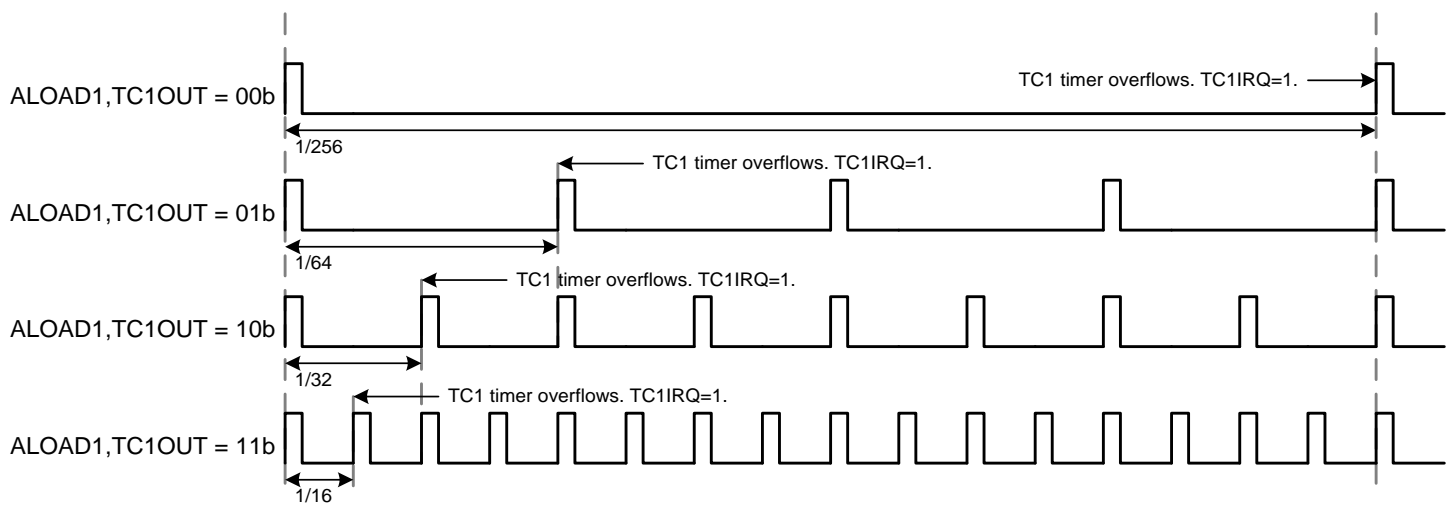 TC1 timer overflows. TC1IRQ=1.
ALOAD1,TC1OUT = 00b
1/256
TC1 timer overflows. TC1IRQ=1.
ALOAD1,TC1OUT = 01b
1/64
TC1 timer overflows. TC1IRQ=1.
ALOAD1,TC1OUT = 10b
1/32
TC1 timer overflows. TC1IRQ=1.
ALOAD1,TC1OUT = 11b
1/16